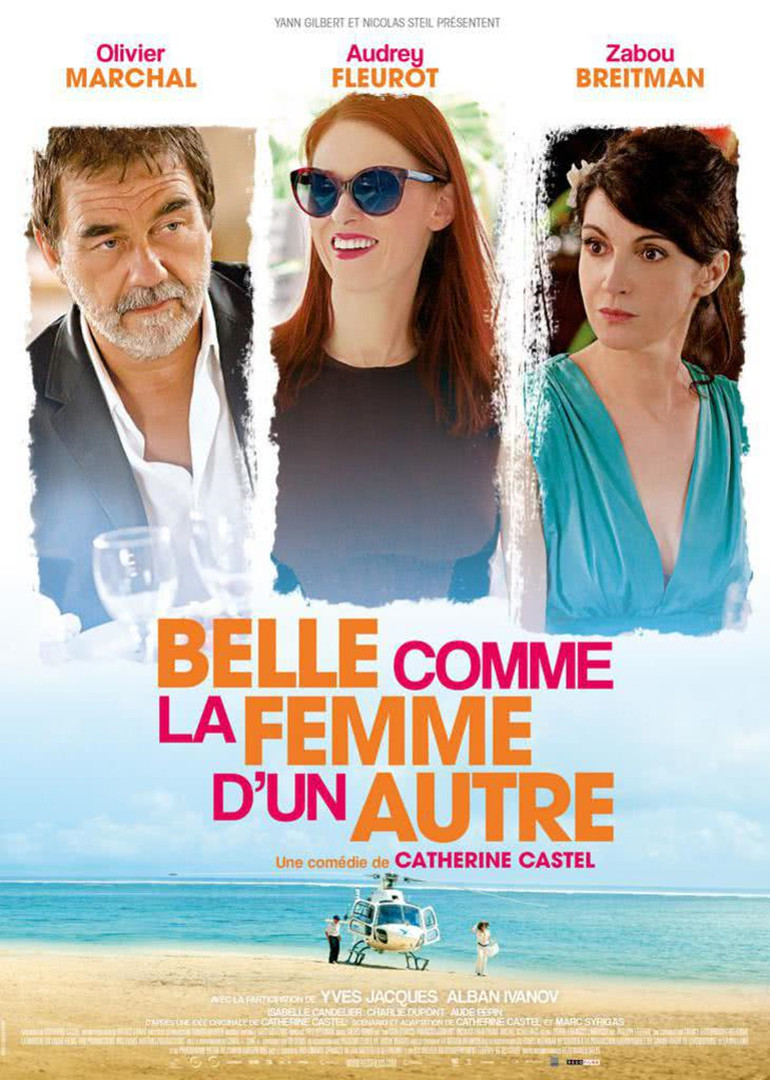 YANN GILBERT ET NICOLAS STEIL PRÉSENTENT
Olivier MARCHAL
Audrey FLEUROT
Zabou BREITMAN
BELLE COMME
LA FEMME
D'UN AUTRE
Une comédie de CATHERINE CASTEL
AVEC LA PARTICIPATION DE YVES JACQUES ALBAN IVANOV
ISABELLE CANDELIER CHARLIE DUPONT AUDE PEPIN
D'APRÈS UNE IDÉE ORIGINALE DE CATHERINE CASTEL SCÉNARIO ET ADAPTATION DE CATHERINE CASTEL ET MARC SYRIGAS